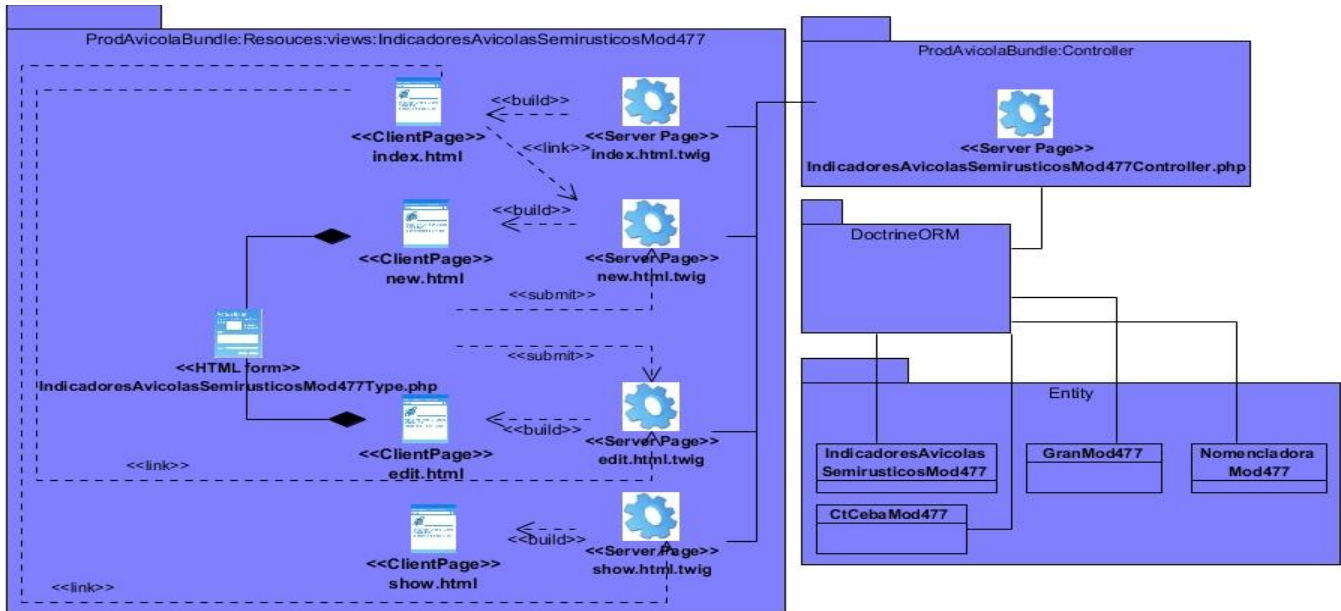 ProdAvicolaBundle:Resouces:views:IndicadoresAvicolasSemirusticosMod477
<<ClientPage>>
index.html
<<build>>
<<Server Page>>
index.html.twig
<<link>>
<<ClientPage>>
new.html
<<build>>
<<Server Page>>
new.html.twig
<<submit>>
<<HTML form>>
IndicadoresAvicolasSemirusticosMod477Type.php
<<submit>>
<<ClientPage>>
edit.html
<<build>>
<<Server Page>>
edit.html.twig
<<link>>
<<ClientPage>>
show.html
<<build>>
<<Server Page>>
show.html.twig
<<link>>
ProdAvicolaBundle:Controller
<<Server Page>>
IndicadoresAvicolasSemirusticosMod477Controller.php
DoctrineORM
Entity
IndicadoresAvicolas
SemirusticosMod477
GranMod477
Nomencladora
Mod477
CtCebaMod477